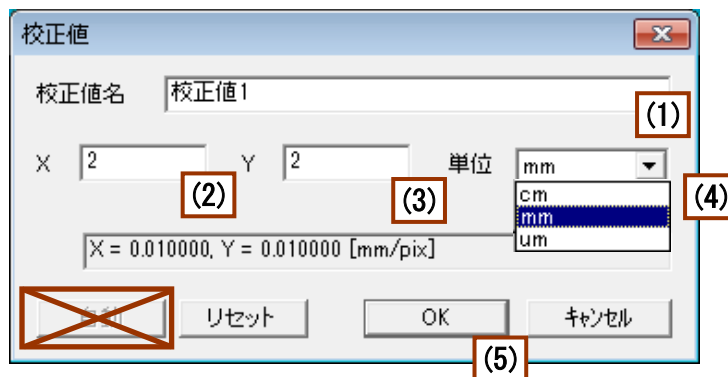 校正値
校正値名 校正値1
(1)
X 2 Y 2 単位 mm
(2) (3) (4)
cm
mm
um
X = 0.010000, Y = 0.010000 [mm/pix]
自動 リセット OK キャンセル
(5)